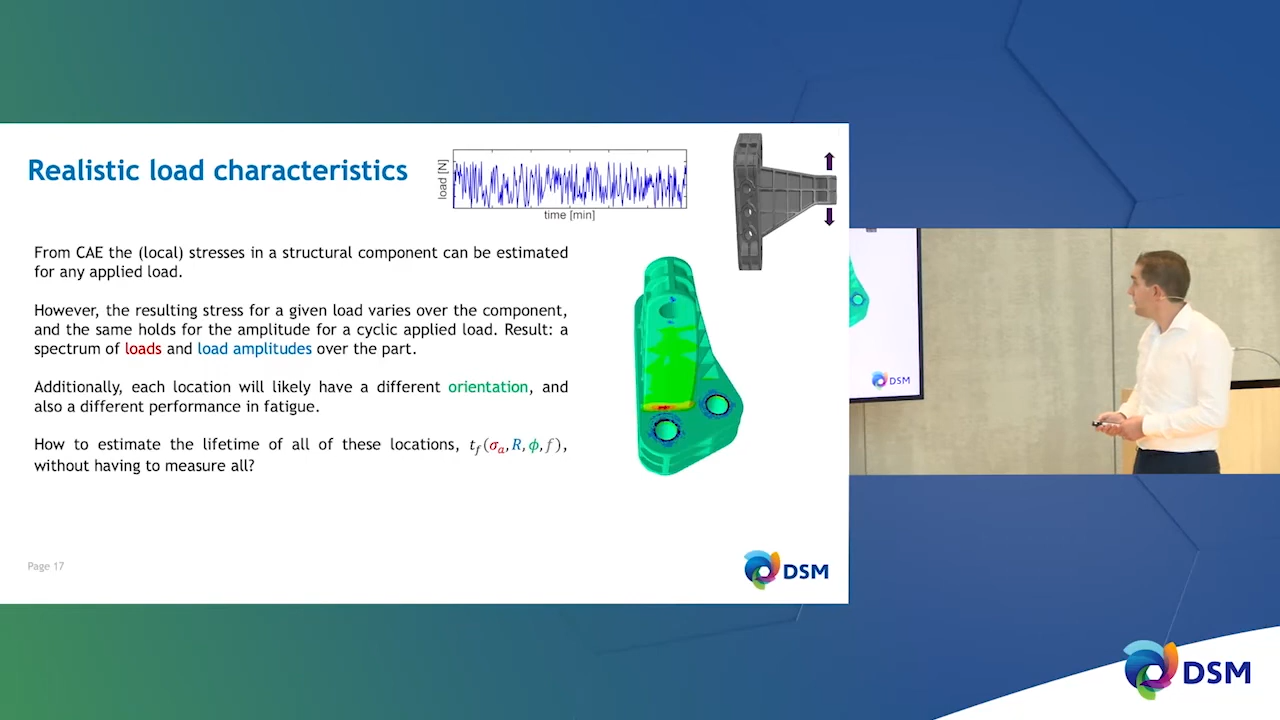 Realistic load characteristics
load [N]
time [min]
From CAE the (local) stresses in a structural component can be estimated
for any applied load.
However, the resulting stress for a given load varies over the component,
and the same holds for the amplitude for a cyclic applied load. Result: a
spectrum of loads and load amplitudes over the part.
Additionally, each location will likely have a different orientation, and
also a different performance in fatigue.
How to estimate the lifetime of all of these locations, t_f(σ_a,R,ϕ,f),
without having to measure all?
Page 17
DSM
DSM
DSM